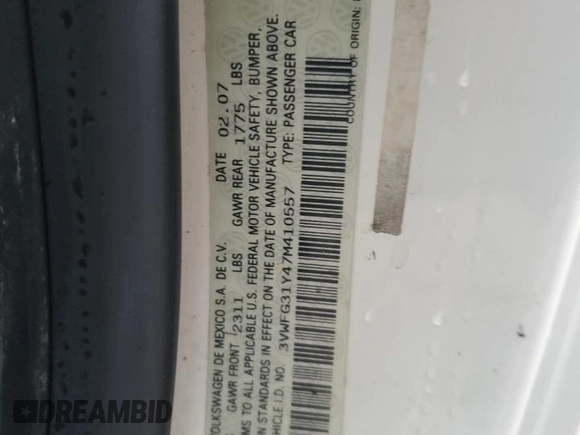 VOLKSWAGEN DE MEXICO S.A. DE C.V. DATE 02.07
GAWR FRONT 2311 LBS GAWR REAR 1775 LBS
MS TO ALL APPLICABLE U.S. FEDERAL MOTOR VEHICLE SAFETY, BUMPER,
ON STANDARDS IN EFFECT ON THE DATE OF MANUFACTURE SHOWN ABOVE.
HICLE I.D. NO. 3VWFG31Y47M410557 TYPE: PASSENGER CAR
COUNTRY OF ORIGIN:
DREAMBID